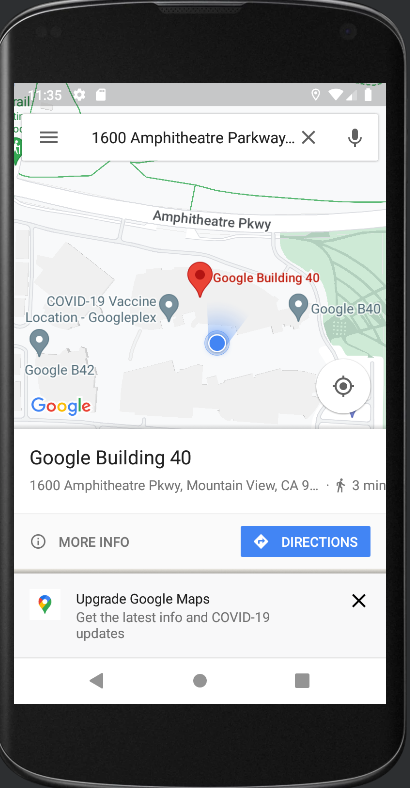 11:35
rail
1600 Amphitheatre Parkway...
Amphitheatre Pkwy
Google Building 40
COVID-19 Vaccine
Location - Googleplex
Google B40
Google B42
Google
Google Building 40
1600 Amphitheatre Pkwy, Mountain View, CA 9... · 3 min
MORE INFO
DIRECTIONS
Upgrade Google Maps
Get the latest info and COVID-19
updates